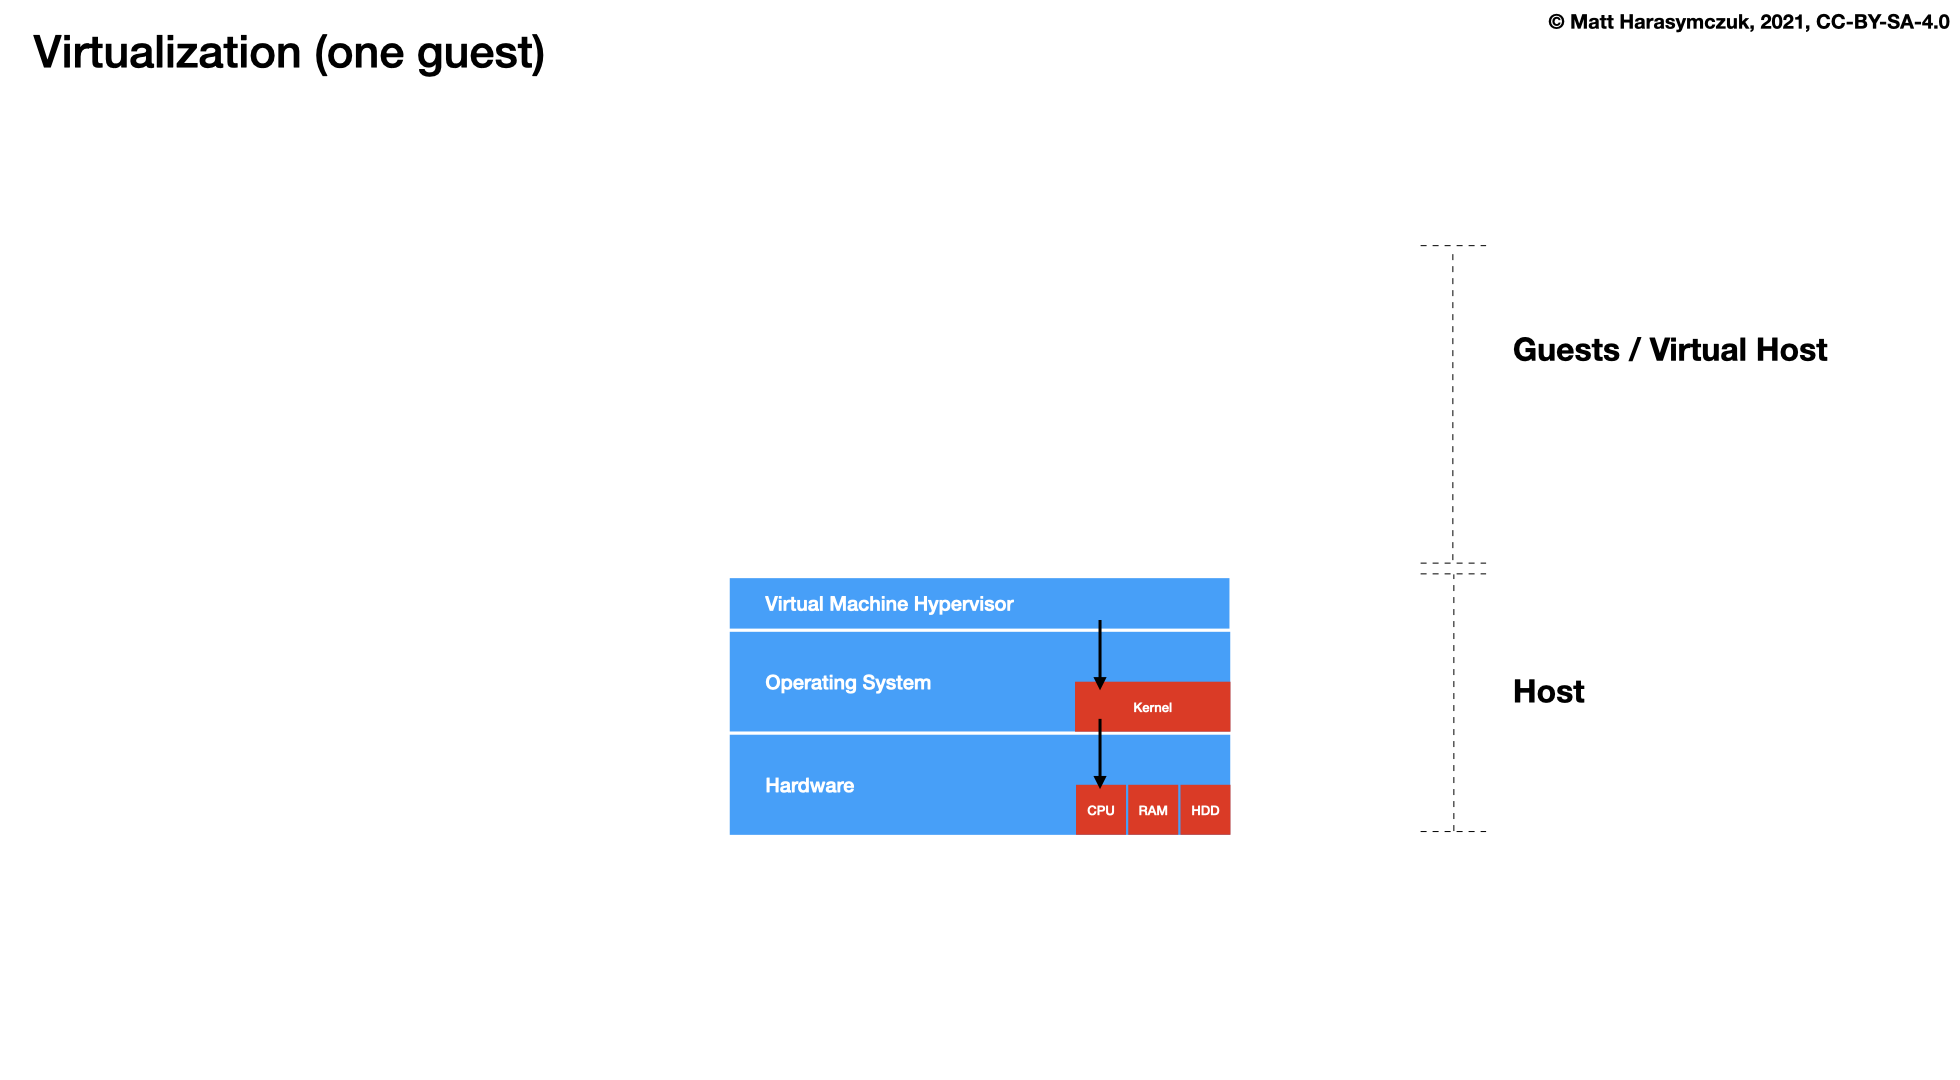 © Matt Harasymczuk, 2021, CC-BY-SA-4.0
Virtualization (one guest)
Guests / Virtual Host
Virtual Machine Hypervisor
Operating System
Kernel
Host
Hardware
CPU RAM HDD